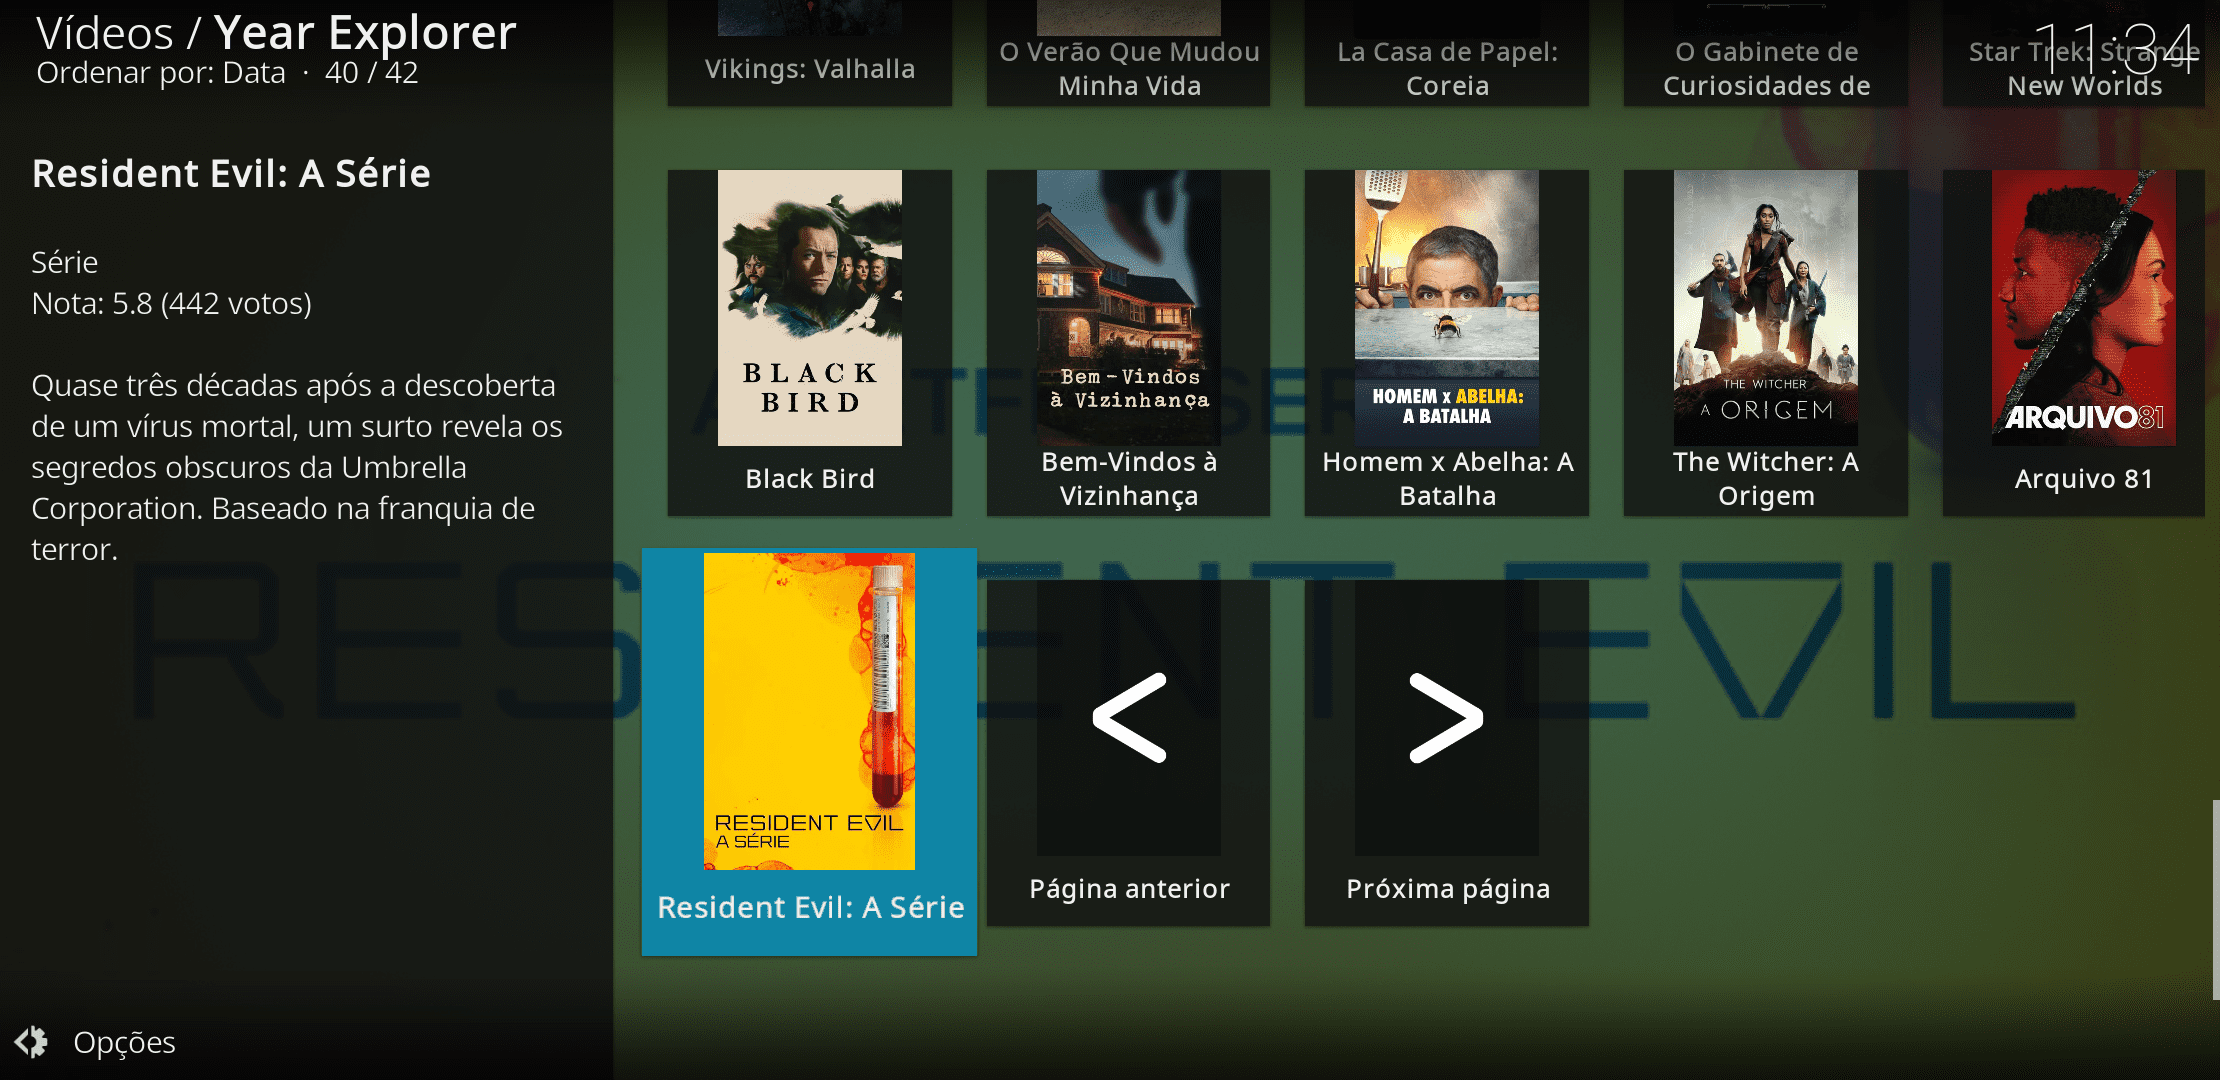 Vídeos / Year Explorer
Ordenar por: Data · 40 / 42
11:34
Resident Evil: A Série
Série
Nota: 5.8 (442 votos)
Quase três décadas após a descoberta
de um vírus mortal, um surto revela os
segredos obscuros da Umbrella
Corporation. Baseado na franquia de
terror.
Vikings: Valhalla
O Verão Que Mudou
Minha Vida
La Casa de Papel:
Coreia
O Gabinete de
Curiosidades de
Star Trek: Strange
New Worlds
BLACK
BIRD
Black Bird
Bem-Vindos
à Vizinhança
Bem-Vindos à
Vizinhança
HOMEM x ABELHA:
A BATALHA
Homem x Abelha: A
Batalha
THE WITCHER
A ORIGEM
The Witcher: A
Origem
ARQUIVO81
Arquivo 81
RESIDENT EVIL
A SÉRIE
Resident Evil: A Série
<
Página anterior
>
Próxima página
RESIDENT EVIL
Opções